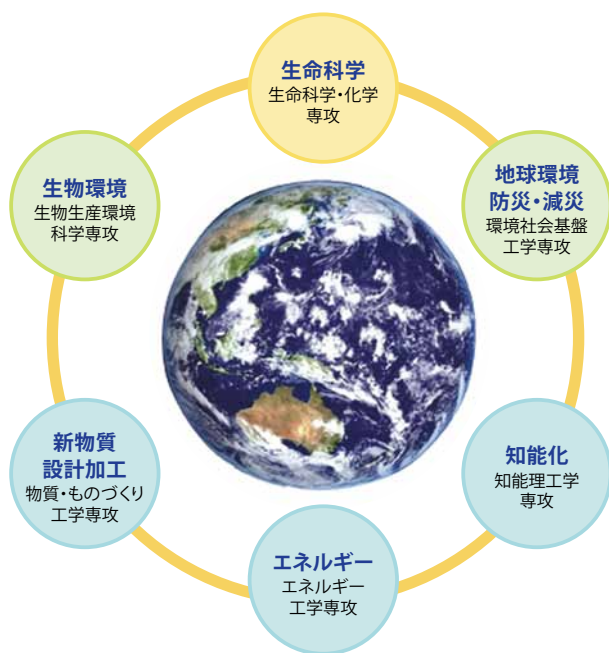 生命科学
生命科学・化学
専攻
地球環境
防災・減災
環境社会基盤
工学専攻
知能化
知能理工学
専攻
エネルギー
エネルギー
工学専攻
新物質
設計加工
物質・ものづくり
工学専攻
生物環境
生物生産環境
科学専攻